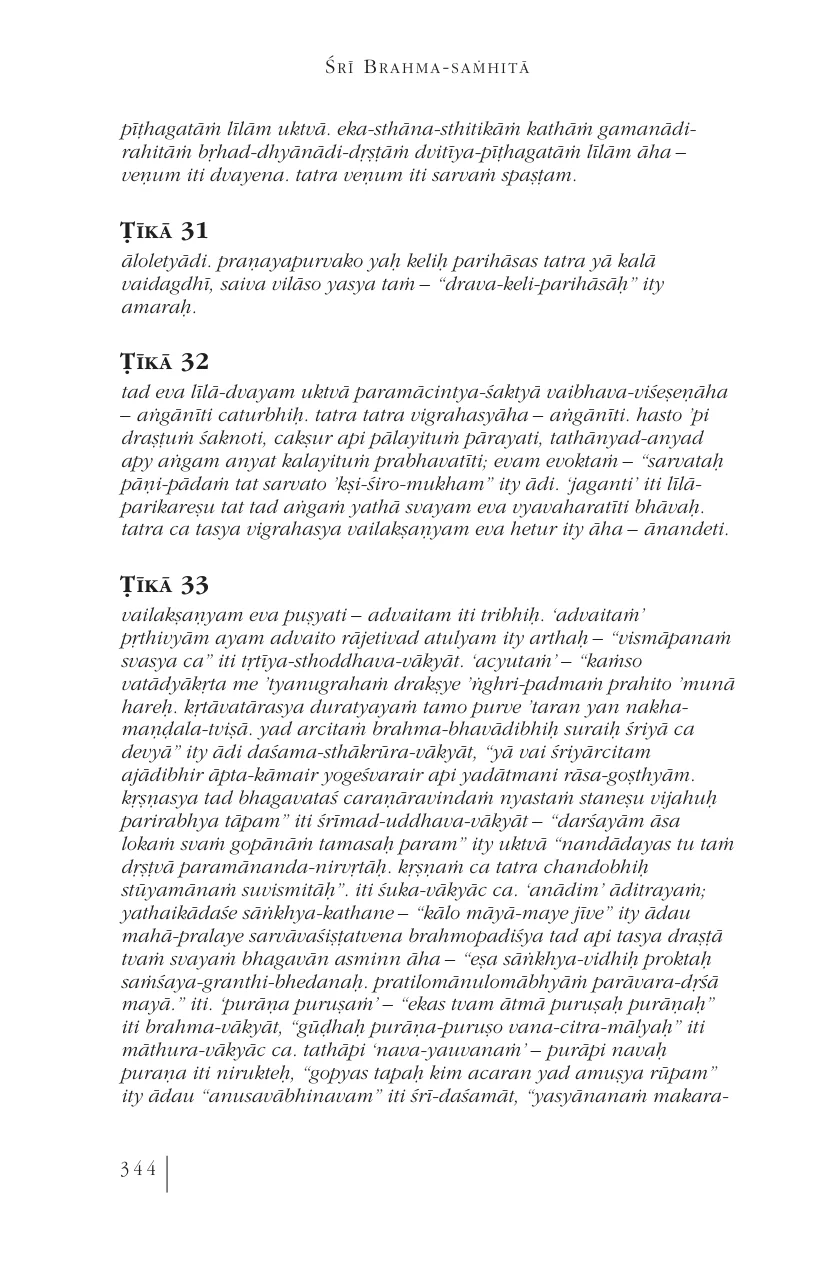 Śrī Brahma-saṁhitā
pīṭhagatāṁ līlām uktvā. eka-sthāna-sthitikāṁ kathāṁ gamanādi-
rahitāṁ bṛhad-dhyānādi-dṛṣṭāṁ dvitīya-pīṭhagatāṁ līlām āha –
veṇum iti dvayena. tatra veṇum iti sarvaṁ spaṣṭam.
Ṭīkā 31
āloletyādi. praṇayapurvako yaḥ keliḥ parihāsas tatra yā kalā
vaidagdhī, saiva vilāso yasya taṁ – “drava-keli-parihāsāḥ” ity
amaraḥ.
Ṭīkā 32
tad eva līlā-dvayam uktvā paramācintya-śaktyā vaibhava-viśeṣeṇāha
– aṅgānīti caturbhiḥ. tatra tatra vigrahasyāha – aṅgānīti. hasto ’pi
draṣṭuṁ śaknoti, cakṣur api pālayituṁ pārayati, tathānyad-anyad
apy aṅgam anyat kalayituṁ prabhavatīti; evam evoktaṁ – “sarvataḥ
pāṇi-pādaṁ tat sarvato ’kṣi-śiro-mukham” ity ādi. ‘jaganti’ iti līlā-
parikareṣu tat tad aṅgaṁ yathā svayam eva vyavaharatīti bhāvaḥ.
tatra ca tasya vigrahasya vailakṣaṇyam eva hetur ity āha – ānandeti.
Ṭīkā 33
vailakṣaṇyam eva puṣyati – advaitam iti tribhiḥ. ‘advaitaṁ’
pṛthivyām ayam advaito rājetivad atulyam ity arthaḥ – “vismāpanaṁ
svasya ca” iti tṛtīya-sthoddhava-vākyāt. ‘acyutaṁ’ – “kaṁso
vatādyākṛta me ’tyanugrahaṁ drakṣye ’ṅghri-padmaṁ prahito ’munā
hareḥ. kṛtāvatārasya duratyayaṁ tamo purve ’taran yan nakha-
maṇḍala-tviṣā. yad arcitaṁ brahma-bhavādibhiḥ suraiḥ śriyā ca
devyā” ity ādi daśama-sthākrūra-vākyāt, “yā vai śriyārcitam
ajādibhir āpta-kāmair yogeśvarair api yadātmani rāsa-goṣṭhyām.
kṛṣṇasya tad bhagavataś caraṇāravindaṁ nyastaṁ staneṣu vijahuḥ
parirabhya tāpam” iti śrīmad-uddhava-vākyāt – “darśayām āsa
lokaṁ svaṁ gopānāṁ tamasaḥ param” ity uktvā “nandādayas tu taṁ
dṛṣṭvā paramānanda-nirvṛtāḥ. kṛṣṇaṁ ca tatra chandobhiḥ
stūyamānaṁ suvismitāḥ”. iti śuka-vākyāc ca. ‘anādim’ āditrayaṁ;
yathaikādaśe sāṅkhya-kathane – “kālo māyā-maye jīve” ity ādau
mahā-pralaye sarvāvaśiṣṭatvena brahmopadiśya tad api tasya draṣṭā
tvaṁ svayaṁ bhagavān asminn āha – “eṣa sāṅkhya-vidhiḥ proktaḥ
saṁśaya-granthi-bhedanaḥ. pratilomānulomābhyāṁ parāvara-dṛśā
mayā.” iti. ‘purāṇa puruṣaṁ’ – “ekas tvam ātmā puruṣaḥ purāṇaḥ”
iti brahma-vākyāt, “gūḍhaḥ purāṇa-puruṣo vana-citra-mālyaḥ” iti
māthura-vākyāc ca. tathāpi ‘nava-yauvanaṁ’ – purāpi navaḥ
puraṇa iti nirukteḥ, “gopyas tapaḥ kim acaran yad amuṣya rūpam”
ity ādau “anusavābhinavam” iti śrī-daśamāt, “yasyānanaṁ makara-
344